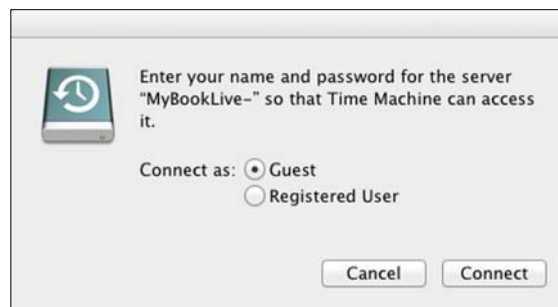 Enter your name and password for the server
“MyBookLive-” so that Time Machine can access
it.
Connect as: Guest
Registered User
Cancel Connect